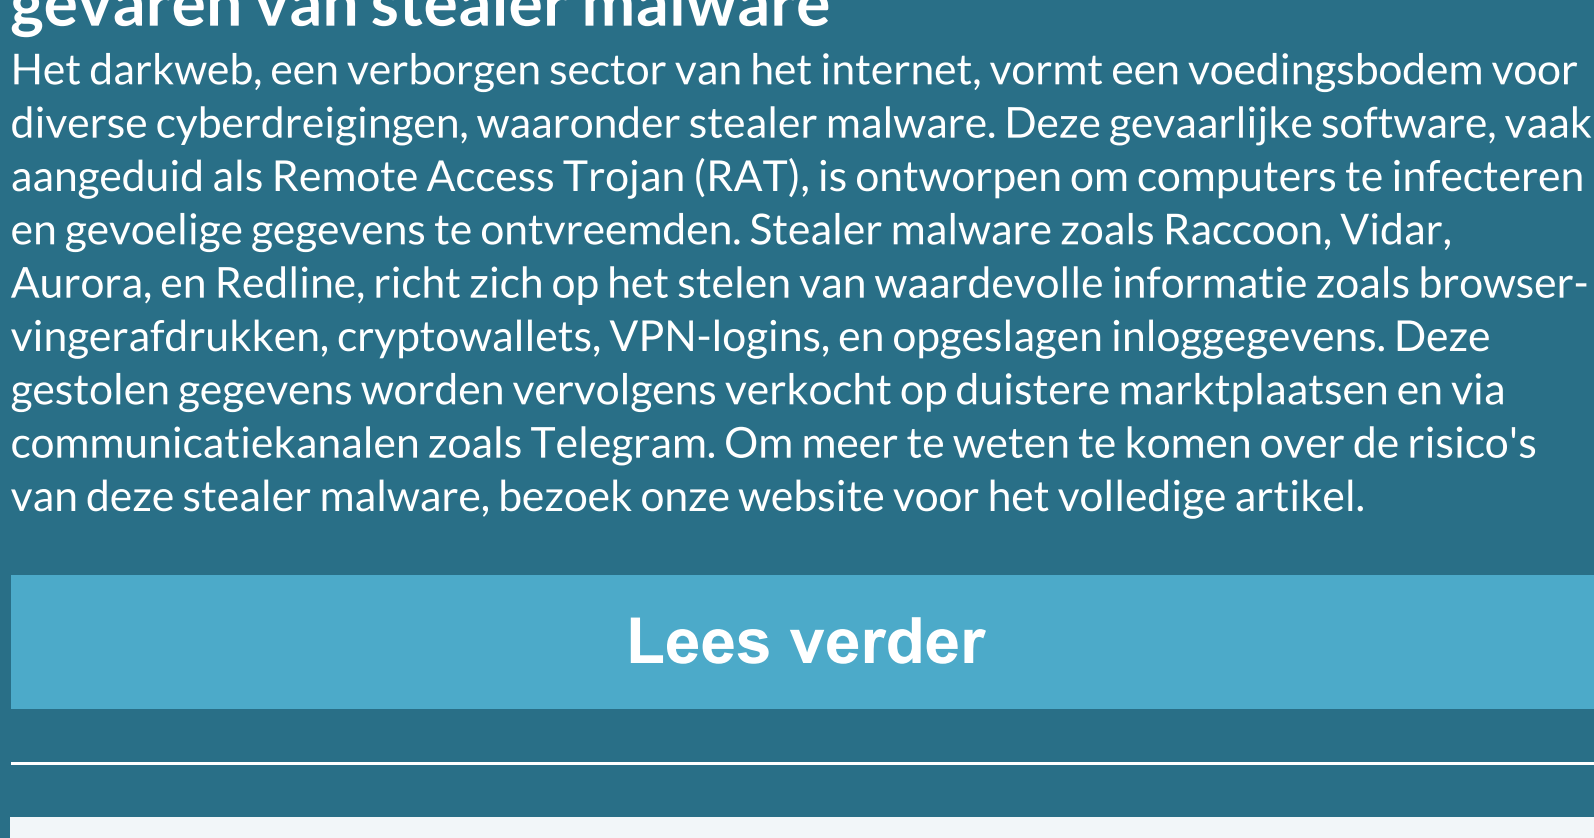 gevaren van stealer malware
Het darkweb, een verborgen sector van het internet, vormt een voedingsbodem voor
diverse cyberdreigingen, waaronder stealer malware. Deze gevaarlijke software, vaak
aangeduid als Remote Access Trojan (RAT), is ontworpen om computers te infecteren
en gevoelige gegevens te ontvreemden. Stealer malware zoals Raccoon, Vidar,
Aurora, en Redline, richt zich op het stelen van waardevolle informatie zoals browser-
vingerafdrukken, cryptowallets, VPN-logins, en opgeslagen inloggegevens. Deze
gestolen gegevens worden vervolgens verkocht op duistere marktplaatsen en via
communicatiekanalen zoals Telegram. Om meer te weten te komen over de risico's
van deze stealer malware, bezoek onze website voor het volledige artikel.
Lees verder